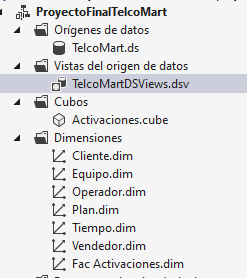 ProyectoFinalTelcoMart
Orígenes de datos
TelcoMart.ds
Vistas del origen de datos
TelcoMartDSViews.dsv
Cubos
Activaciones.cube
Dimensiones
Cliente.dim
Equipo.dim
Operador.dim
Plan.dim
Tiempo.dim
Vendedor.dim
Fac Activaciones.dim